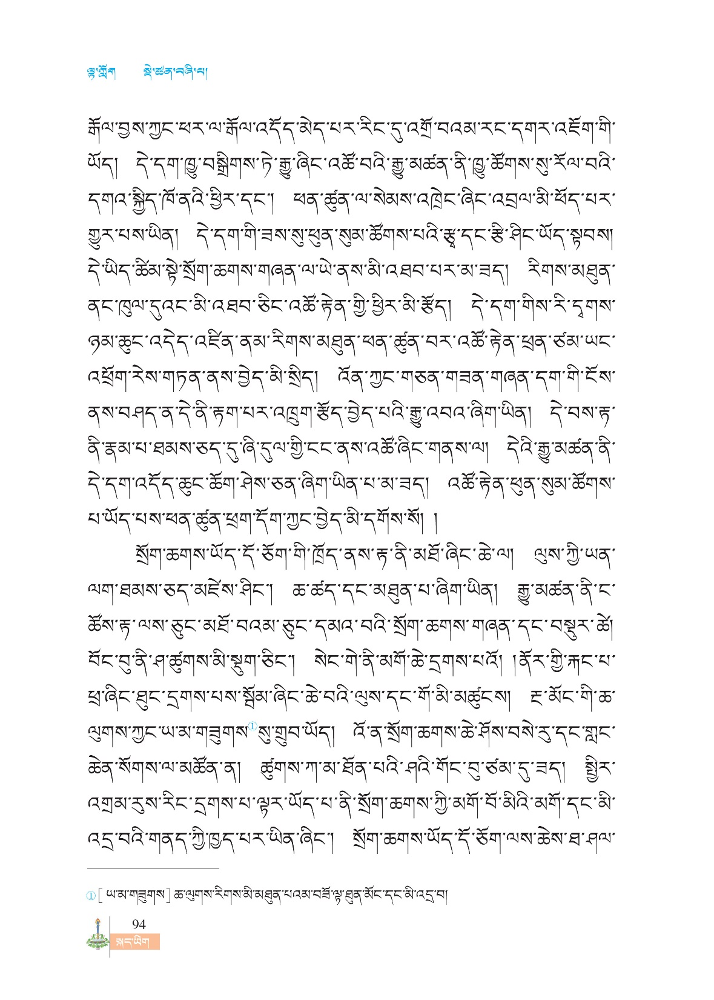 ལྟ་ཀློག སྡེ་ཚན་བཞི་པ།
རྒོལ་བྱས་ཀྱང་ཕར་ལ་རྒོལ་འདོད་མེད་པར་རིང་དུ་འགྲོ་བའམ་རང་དགར་འཇོག་གི་
ཡོད། དེ་དག་ཁྱུ་བསྒྲིགས་ཏེ་རྒྱུ་ཞིང་འཚོ་བའི་རྒྱུ་མཚན་ནི་ཁྱུ་ཚོགས་སུ་རོལ་བའི་
དགའ་སྐྱིད་ཁོ་ནའི་ཕྱིར་དང་། ཕན་ཚུན་ལ་སེམས་འཁྲེང་ཞིང་འབྲལ་མི་ཕོད་པར་
གྱུར་པས་ཡིན། དེ་དག་གི་ཟས་སུ་ཕུན་སུམ་ཚོགས་པའི་རྩྭ་དང་རྩི་ཤིང་ཡོད་སྟབས།
དེ་ཡིད་ཚིམ་སྟེ་སྲོག་ཆགས་གཞན་ལ་ཡེ་ནས་མི་འཐབ་པར་མ་ཟད། རིགས་མཐུན་
ནང་ཁུལ་དུའང་མི་འཐབ་ཅིང་འཚོ་རྟེན་གྱི་ཕྱིར་མི་རྩོད། དེ་དག་གིས་རི་དྭགས་
ཉམ་ཆུང་འདེད་འཛིན་ནམ་རིགས་མཐུན་ཕན་ཚུན་བར་འཚོ་རྟེན་ཕྲན་ཙམ་ཡང་
འཕྲོག་རེས་གཏན་ནས་བྱེད་མི་སྲིད། འོན་ཀྱང་གཅན་གཟན་གཞན་དག་གི་ངོས་
ནས་བཤད་ན་དེ་ནི་རྟག་པར་འཁྲུག་རྩོད་བྱེད་པའི་རྒྱུ་འབའ་ཞིག་ཡིན། དེ་བས་རྟ་
ནི་རྣམ་པ་ཐམས་ཅད་དུ་ཞི་དུལ་གྱི་ངང་ནས་འཚོ་ཞིང་གནས་ལ། དེའི་རྒྱུ་མཚན་ནི་
དེ་དག་འདོད་ཆུང་ཆོག་ཤེས་ཅན་ཞིག་ཡིན་པ་མ་ཟད། འཚོ་རྟེན་ཕུན་སུམ་ཚོགས་
པ་ཡོད་པས་ཕན་ཚུན་ཕྲག་དོག་ཀྱང་བྱེད་མི་དགོས་སོ། །
སྲོག་ཆགས་ཡོད་དོ་ཅོག་གི་ཁྲོད་ནས་རྟ་ནི་མཐོ་ཞིང་ཆེ་ལ། ལུས་ཀྱི་ཡན་
ལག་ཐམས་ཅད་མཛེས་ཤིང་། ཆ་ཚད་དང་མཐུན་པ་ཞིག་ཡིན། རྒྱུ་མཚན་ནི་ང་
ཚོས་རྟ་ལས་ཅུང་མཐོ་བའམ་ཅུང་དམའ་བའི་སྲོག་ཆགས་གཞན་དང་བསྡུར་ཚེ།
བོང་བུ་ནི་ཤ་ཚུགས་མི་སྡུག་ཅིང་། སེང་གེ་ནི་མགོ་ཆེ་དྲགས་པའོ། །ནོར་གྱི་རྐང་པ་
ཕྲ་ཞིང་ཐུང་དྲགས་པས་སྦོམ་ཞིང་ཆེ་བའི་ལུས་དང་གོ་མི་མཚུངས། རྔ་མོང་གི་ཆ་
ལུགས་ཀྱང་ཡ་མ་གཟུགས①སུ་གྲུབ་ཡོད། འོ་ན་སྲོག་ཆགས་ཆེ་ཤོས་བསེ་རུ་དང་གླང་
ཆེན་སོགས་ལ་མཚོན་ན། ཚུགས་ཀ་མ་ཐོན་པའི་ཤའི་གོང་བུ་ཙམ་དུ་ཟད། སྤྱིར་
འགྲམ་རུས་རིང་དྲགས་པ་ལྟར་ཡོད་པ་ནི་སྲོག་ཆགས་ཀྱི་མགོ་བོ་མིའི་མགོ་དང་མི་
འདྲ་བའི་གནད་ཀྱི་ཁྱད་པར་ཡིན་ཞིང་། སྲོག་ཆགས་ཡོད་དོ་ཅོག་ལས་ཆེས་ཐ་ཤལ་
① [ ཡ་མ་གཟུགས ] ཆ་ལུགས་རིགས་མི་མཐུན་པའམ་བཟོ་ལྟ་ཐུན་མོང་དང་མི་འདྲ་བ།
94
སྐད་ཡིག